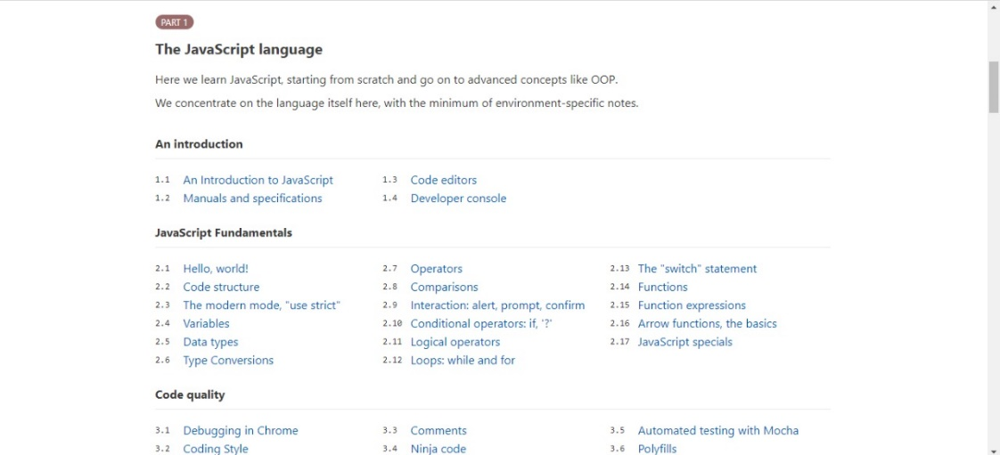 PART 1
The JavaScript language
Here we learn JavaScript, starting from scratch and go on to advanced concepts like OOP.
We concentrate on the language itself here, with the minimum of environment-specific notes.
An introduction
1.1 An Introduction to JavaScript
1.2 Manuals and specifications
1.3 Code editors
1.4 Developer console
JavaScript Fundamentals
2.1 Hello, world!
2.2 Code structure
2.3 The modern mode, "use strict"
2.4 Variables
2.5 Data types
2.6 Type Conversions
2.7 Operators
2.8 Comparisons
2.9 Interaction: alert, prompt, confirm
2.10 Conditional operators: if, '?'
2.11 Logical operators
2.12 Loops: while and for
2.13 The "switch" statement
2.14 Functions
2.15 Function expressions
2.16 Arrow functions, the basics
2.17 JavaScript specials
Code quality
3.1 Debugging in Chrome
3.2 Coding Style
3.3 Comments
3.4 Ninja code
3.5 Automated testing with Mocha
3.6 Polyfills